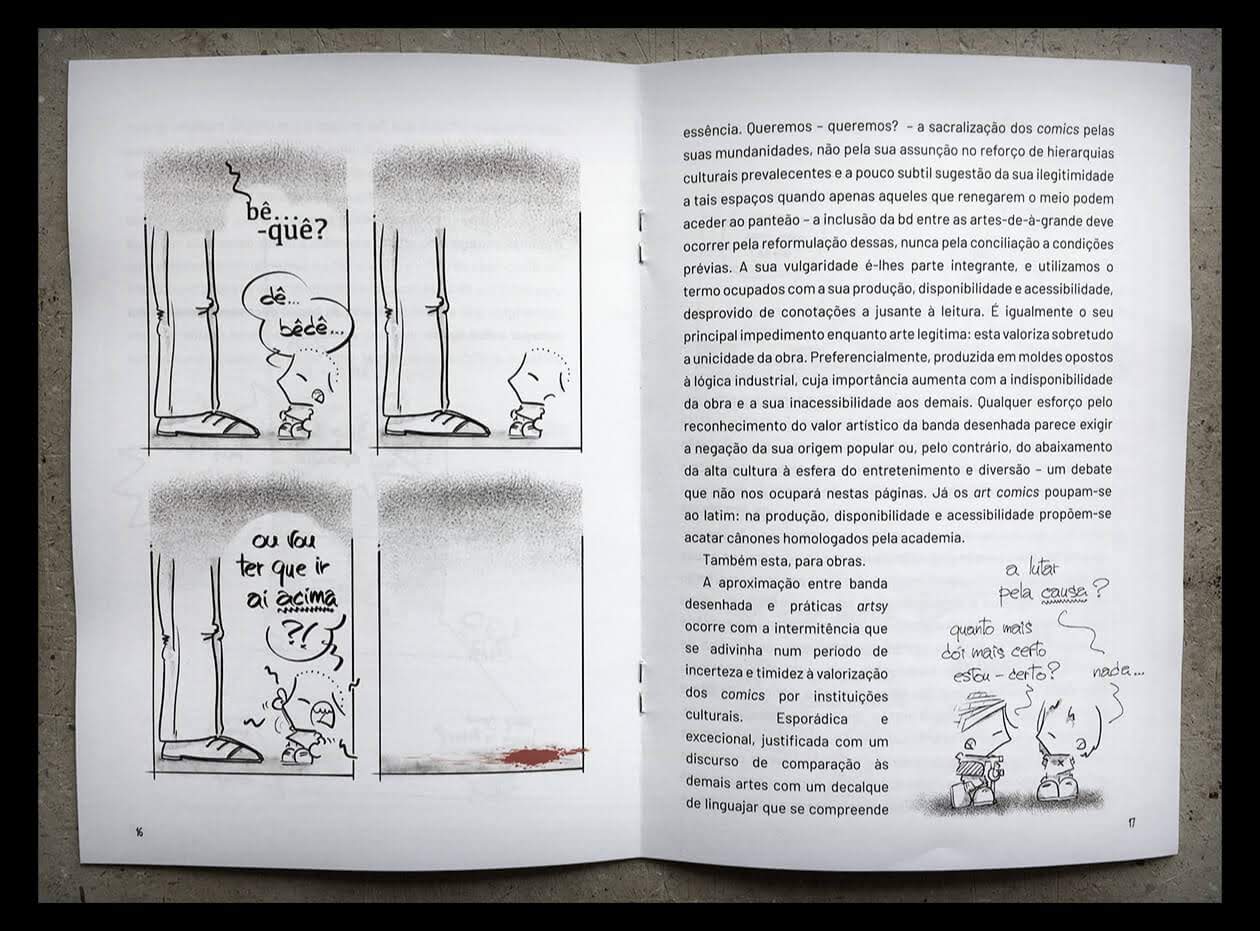 bê...
-quê?
dê...
bêdê...
ou vou
ter que ir
aí acima
?!
16
essência. Queremos – queremos? – a sacralização dos comics pelas
suas mundanidades, não pela sua assunção no reforço de hierarquias
culturais prevalecentes e a pouco subtil sugestão da sua ilegitimidade
a tais espaços quando apenas aqueles que renegarem o meio podem
aceder ao panteão – a inclusão da bd entre as artes-de-à-grande deve
ocorrer pela reformulação dessas, nunca pela conciliação a condições
prévias. A sua vulgaridade é-lhes parte integrante, e utilizamos o
termo ocupados com a sua produção, disponibilidade e acessibilidade,
desprovido de conotações a jusante à leitura. É igualmente o seu
principal impedimento enquanto arte legítima: esta valoriza sobretudo
a unicidade da obra. Preferencialmente, produzida em moldes opostos
à lógica industrial, cuja importância aumenta com a indisponibilidade
da obra e a sua inacessibilidade aos demais. Qualquer esforço pelo
reconhecimento do valor artístico da banda desenhada parece exigir
a negação da sua origem popular ou, pelo contrário, do abaixamento
da alta cultura à esfera do entretenimento e diversão – um debate
que não nos ocupará nestas páginas. Já os art comics poupam-se
ao latim: na produção, disponibilidade e acessibilidade propõem-se
acatar cânones homologados pela academia.
Também esta, para obras.
A aproximação entre banda
desenhada e práticas artsy
ocorre com a intermitência que
se adivinha num período de
incerteza e timidez à valorização
dos comics por instituições
culturais. Esporádica e
excecional, justificada com um
discurso de comparação às
demais artes com um decalque
de linguajar que se compreende
a lutar
pela causa?
quanto mais
dói mais certo
estou – certo?
nada...
17